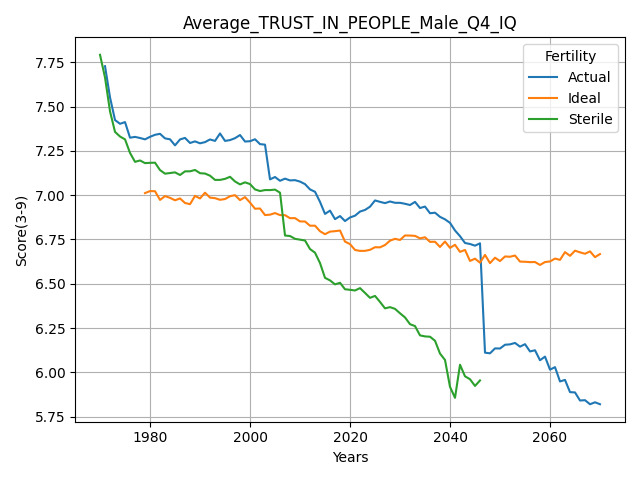 Average_TRUST_IN_PEOPLE_Male_Q4_IQ
Fertility
Actual
Ideal
Sterile
Score(3-9)
7.75
7.50
7.25
7.00
6.75
6.50
6.25
6.00
5.75
1980 2000 2020 2040 2060
Years